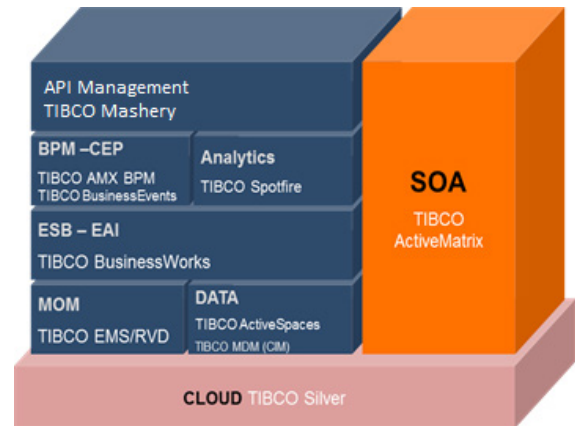 API Management
TIBCO Mashery
BPM –CEP
TIBCO AMX BPM
TIBCO BusinessEvents
Analytics
TIBCO Spotfire
ESB – EAI
TIBCO BusinessWorks
MOM
TIBCO EMS/RVD
DATA
TIBCO ActiveSpaces
TIBCO MDM (CIM)
SOA
TIBCO
ActiveMatrix
CLOUD TIBCO Silver